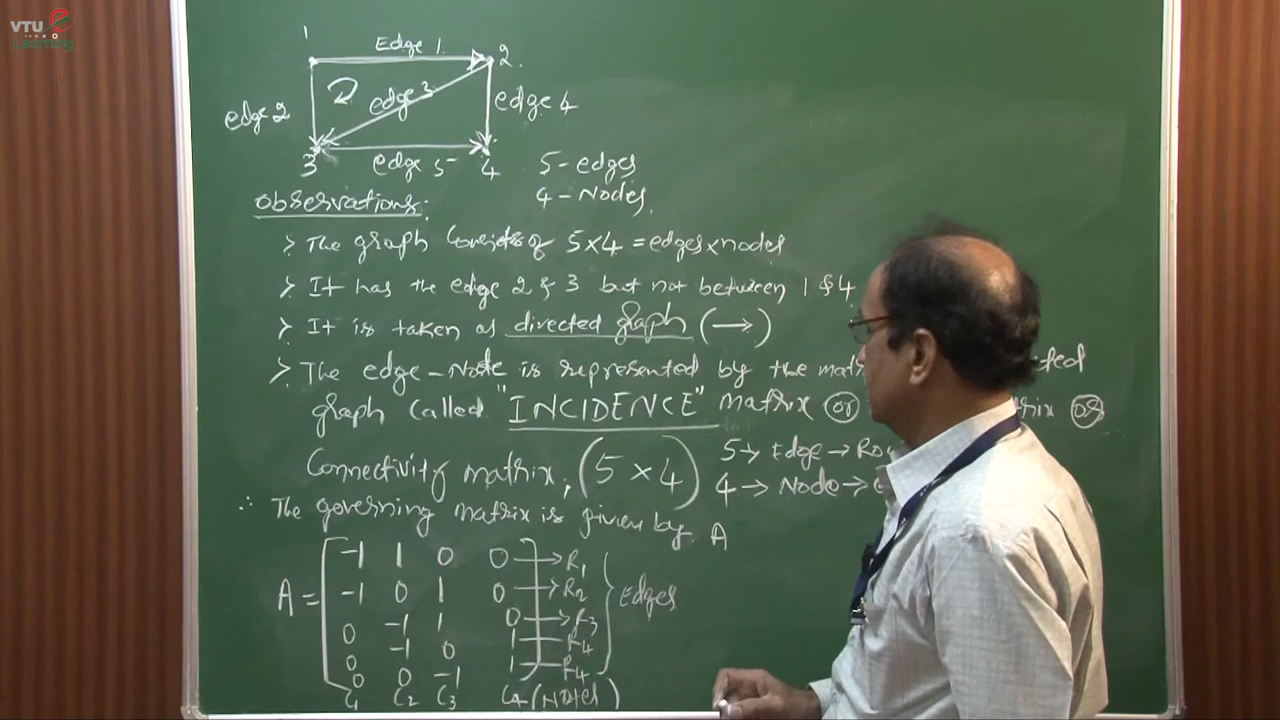 VTU e
Learning
1
Edge 1.
2.
edge 2
edge 3
edge 4
3
edge 5
4
5-edges
4-Nodes.
observations:
> The graph Consists of 5x4 = edges x nodes
> It has the edge 2 & 3 but not between 1 & 4
> It is taken as directed graph (→)
> The edge-Node is represented by the
graph Called "INCIDENCE" matrix or or
Connectivity matrix, (5 x 4)
5 → Edge →
4 → Node →
∴ The governing matrix is given by A
A =
-1 1 0 0 → R1
-1 0 1 0 → R2
0 -1 1 0 → R3
0 -1 0 1 — R4
0 0 -1 1 — R4
Edges
C1 C2 C3 C4 (Notes)